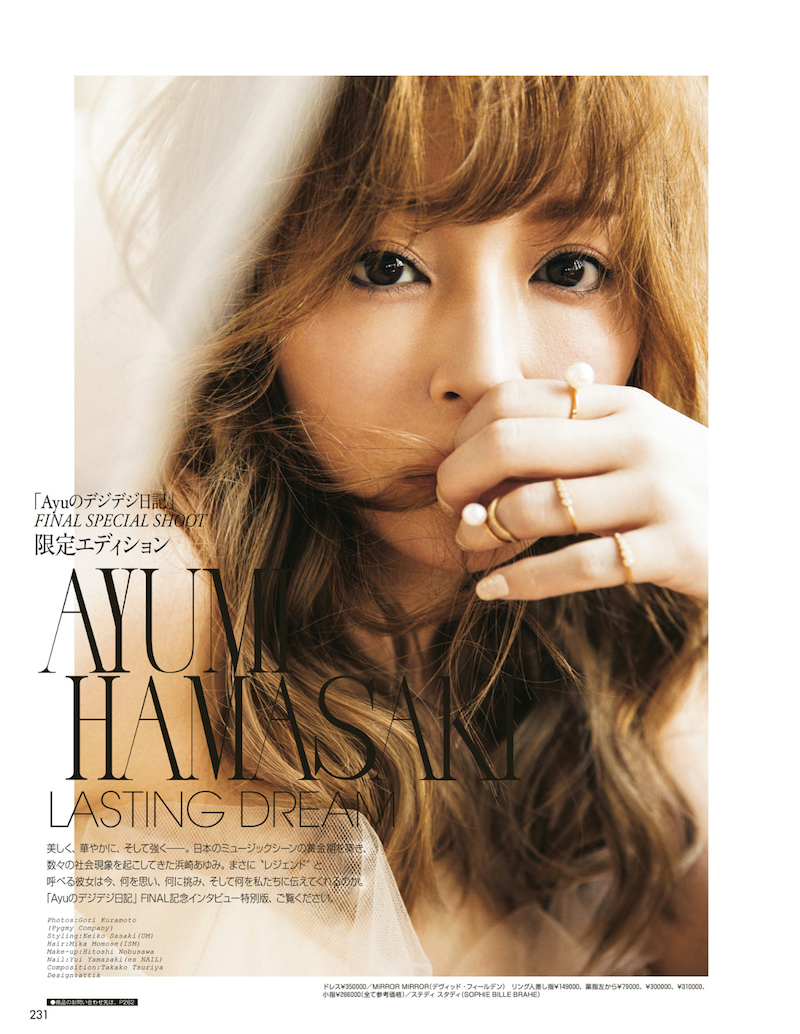 「Ayuのデジデジ日記」
FINAL SPECIAL SHOOT
限定エディション
AYUMI
HAMASAKI
LASTING DREAM
美しく、華やかに、そして強く――。日本のミュージックシーンの黄金期を築き、
数々の社会現象を起こしてきた浜崎あゆみ。まさに〝レジェンド〟と
呼べる彼女は今、何を思い、何に挑み、そして何を私たちに伝えてくれるのか。
「Ayuのデジデジ日記」FINAL記念インタビュー特別版、ご覧ください。
Photos:Gori Kuramoto
(Pygmy Company)
Styling:Keiko Sasaki(UM)
Hair:Mika Momose(ISM)
Make-up:Hitoshi Nobusawa
Nail:Yui Yamazaki(es NAIL)
Composition:Takako Tsuriya
Design:attik
ドレス¥350000/MIRROR MIRROR(デヴィッド・フィールデン) リング人差し指¥149000、薬指左から¥79000、¥300000、¥310000、
小指¥286000(全て参考価格)/ステディ スタディ(SOPHIE BILLE BRAHE)
●商品のお問い合わせ先は、P262
231